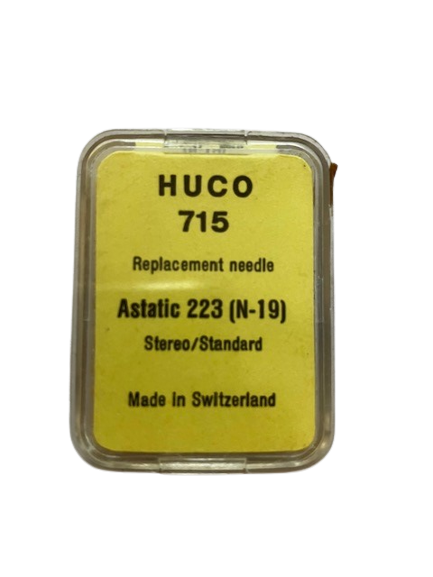 HUCO
715
Replacement needle
Astatic 223 (N-19)
Stereo/Standard
Made in Switzerland